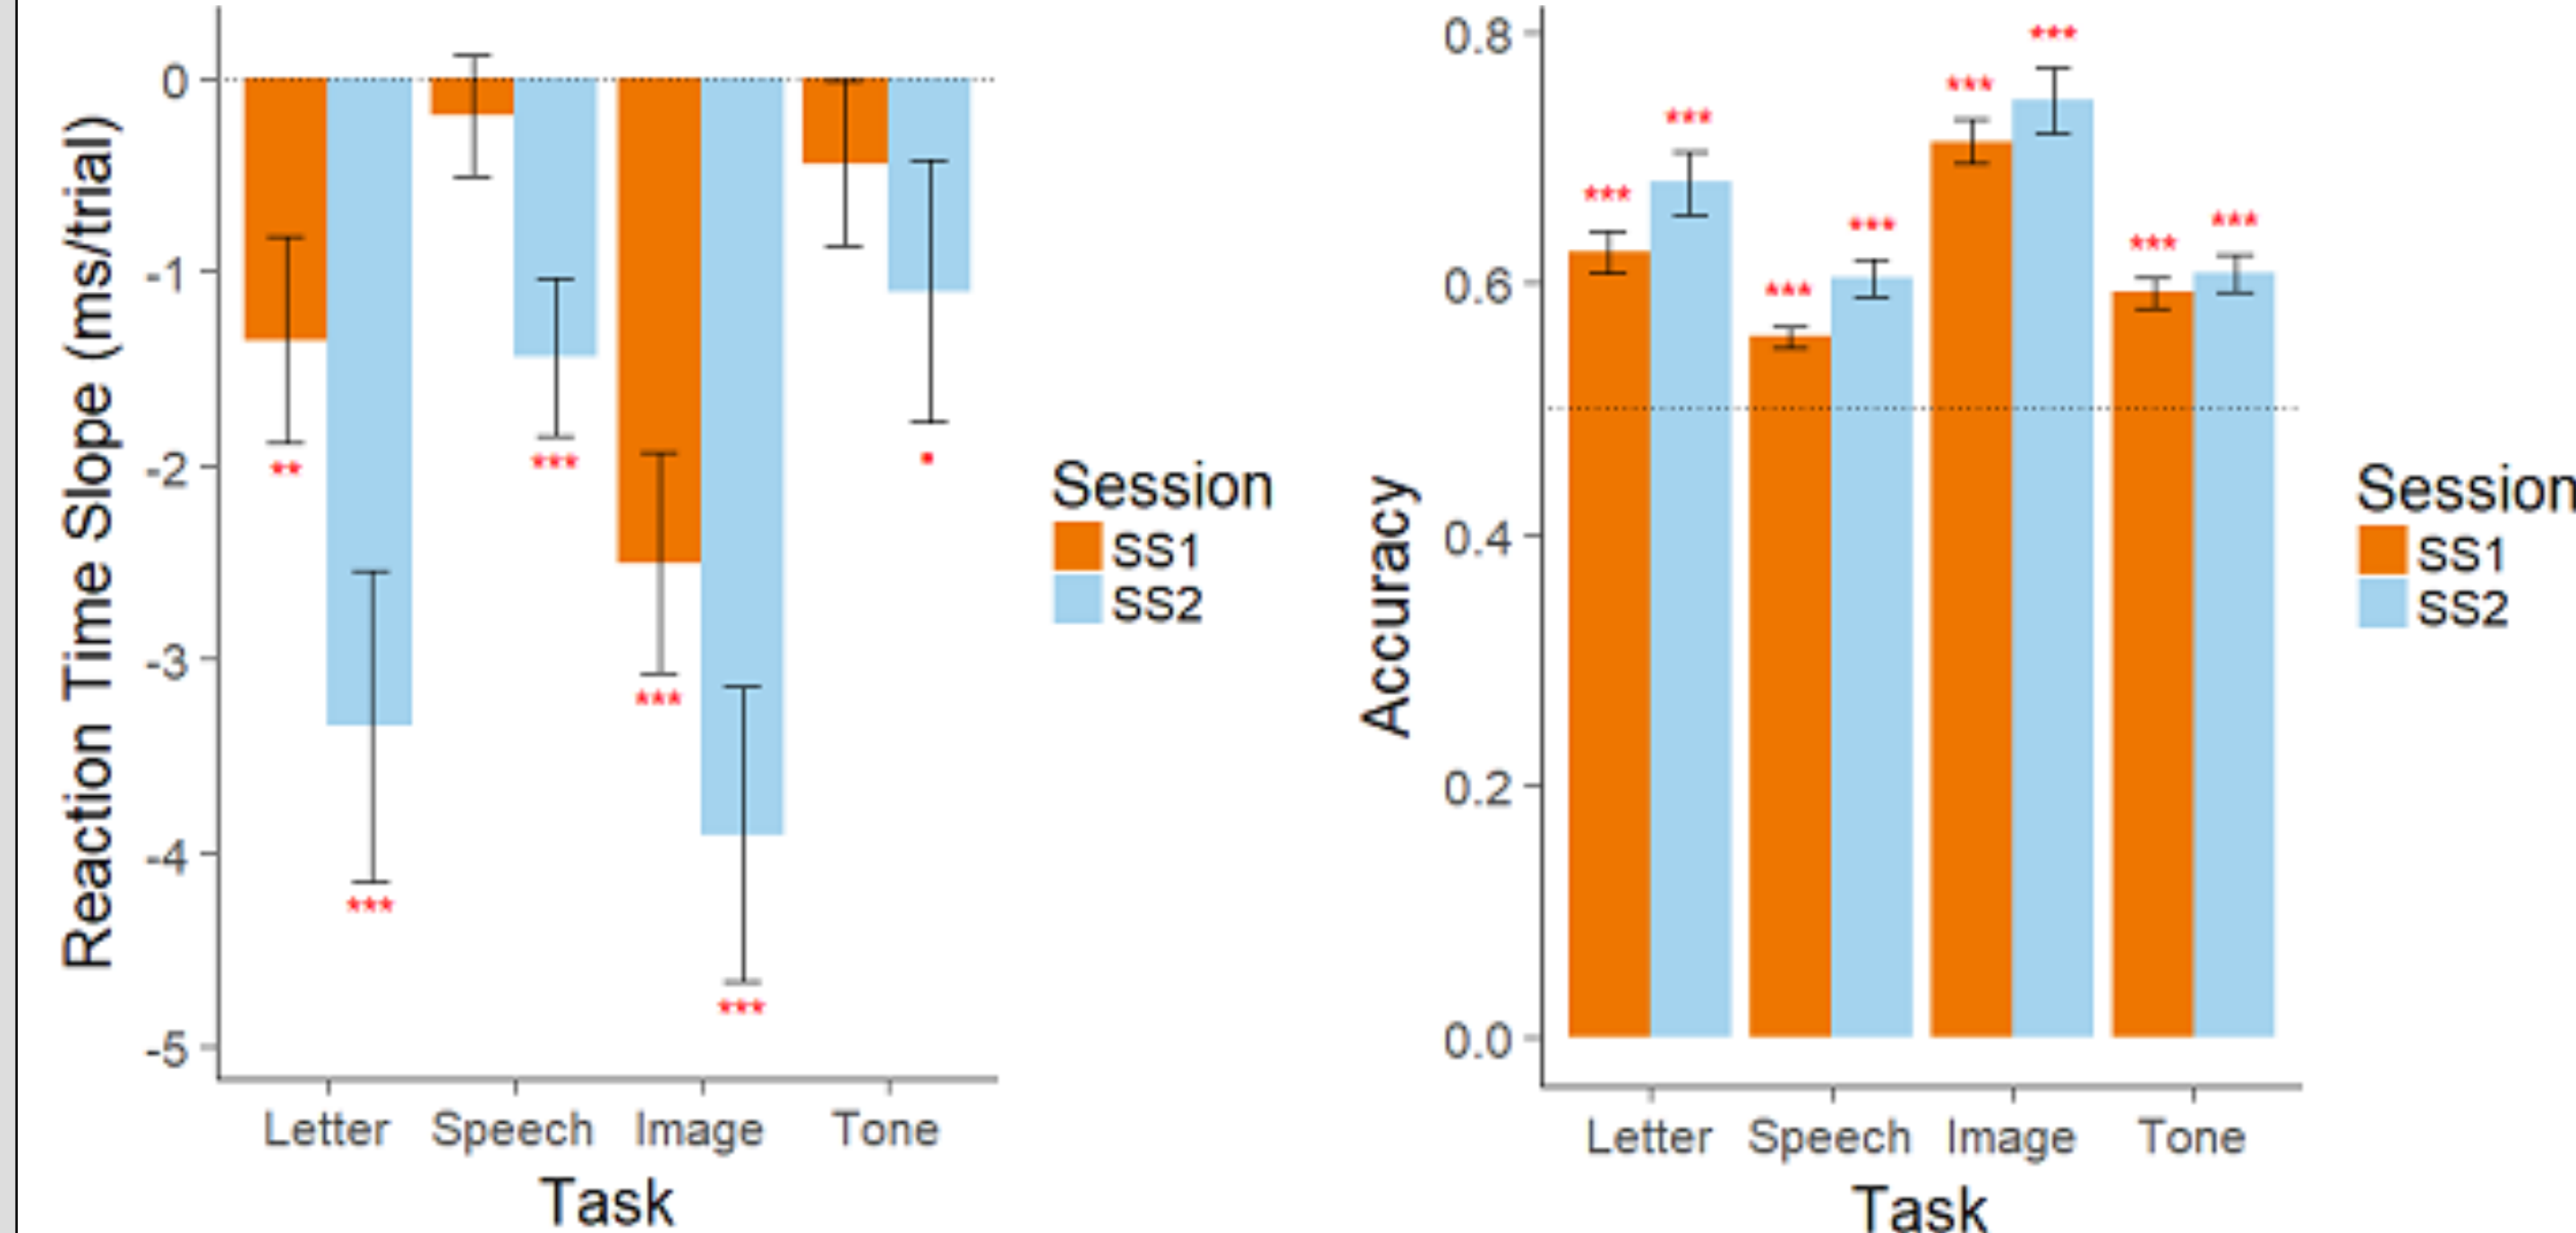 Reaction Time Slope (ms/trial)
0
-1
-2
-3
-4
-5
**
***
***
***
***
*
Letter Speech Image Tone
Task
Session
SS1
SS2
Accuracy
0.8
0.6
0.4
0.2
0.0
***
***
***
***
***
***
***
***
Letter Speech Image Tone
Task
Session
SS1
SS2